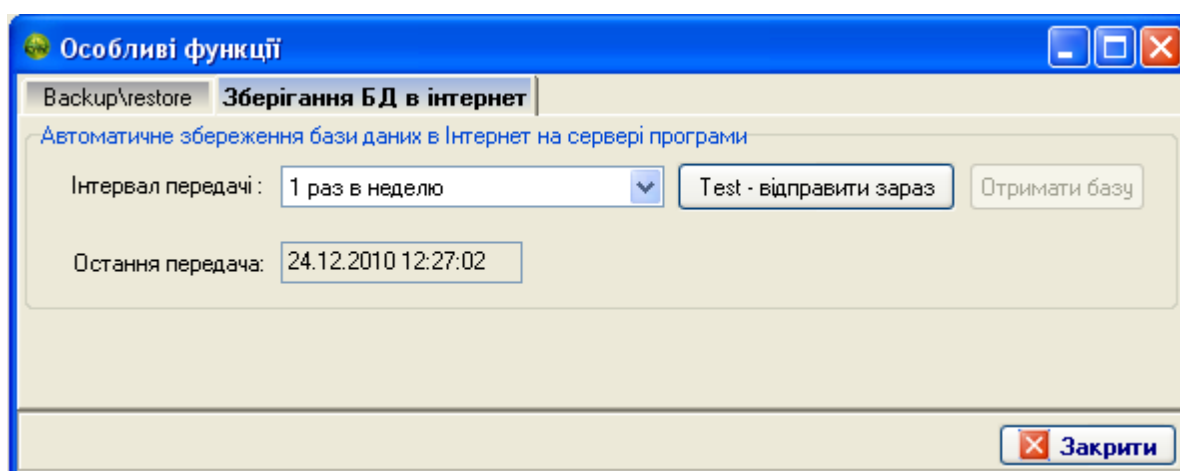 Особливі функції
Backup\restore Зберігання БД в інтернет
Автоматичне збереження бази даних в Інтернет на сервері програми
Інтервал передачі : 1 раз в неделю Test - відправити зараз Отримати базу
Остання передача: 24.12.2010 12:27:02
Закрити